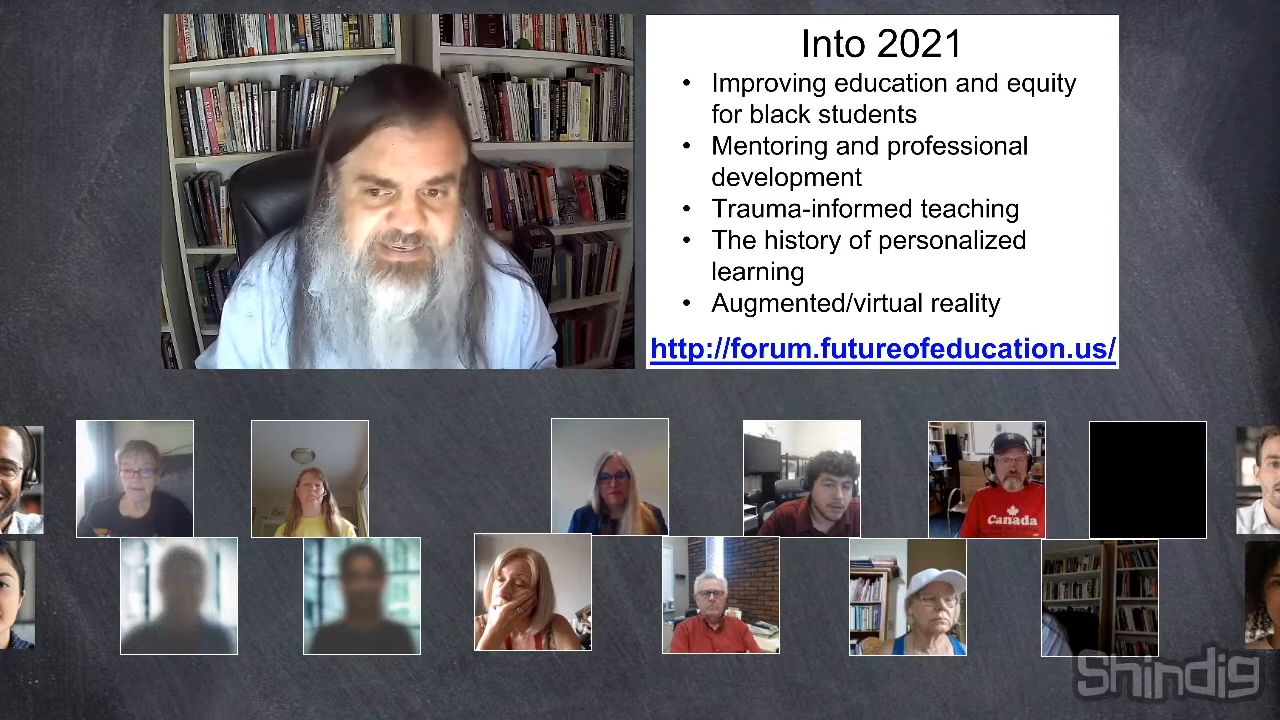 Into 2021
• Improving education and equity
for black students
• Mentoring and professional
development
• Trauma-informed teaching
• The history of personalized
learning
• Augmented/virtual reality
http://forum.futureofeducation.us/
Canada
Shindig